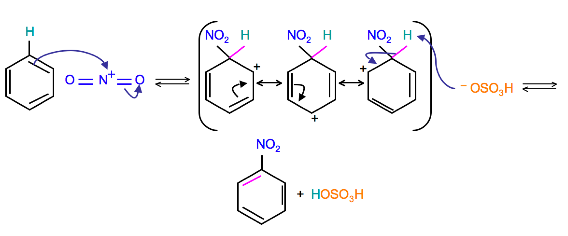 H
O = N⁺ = O
NO₂ H
+
NO₂ H
+
NO₂ H
+
⁻ OSO₃H
NO₂
+ HOSO₃H